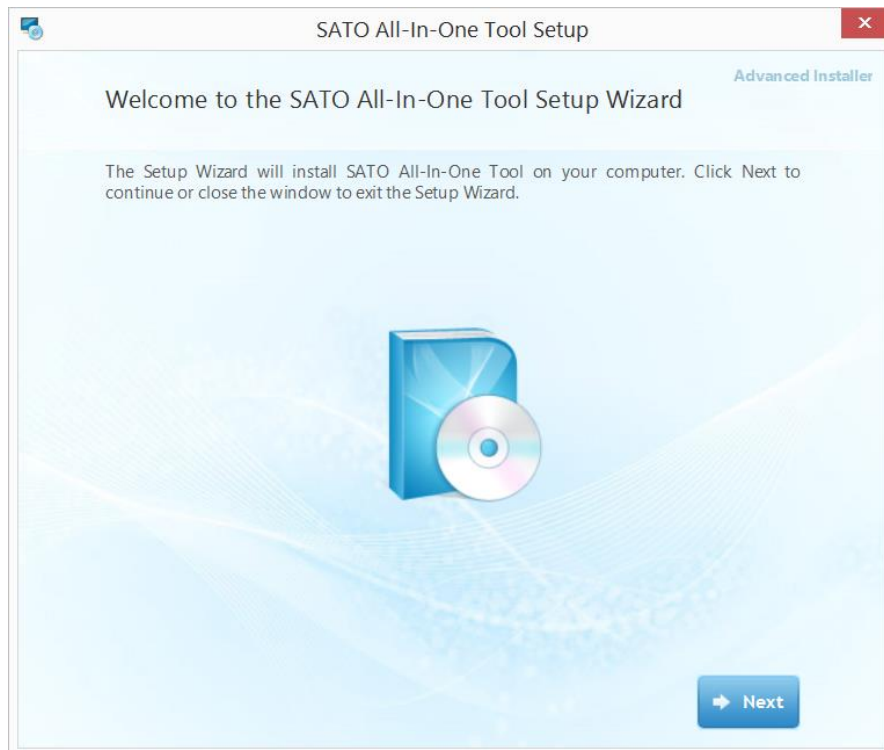 SATO All-In-One Tool Setup
Advanced Installer
Welcome to the SATO All-In-One Tool Setup Wizard
The Setup Wizard will install SATO All-In-One Tool on your computer. Click Next to
continue or close the window to exit the Setup Wizard.
Next